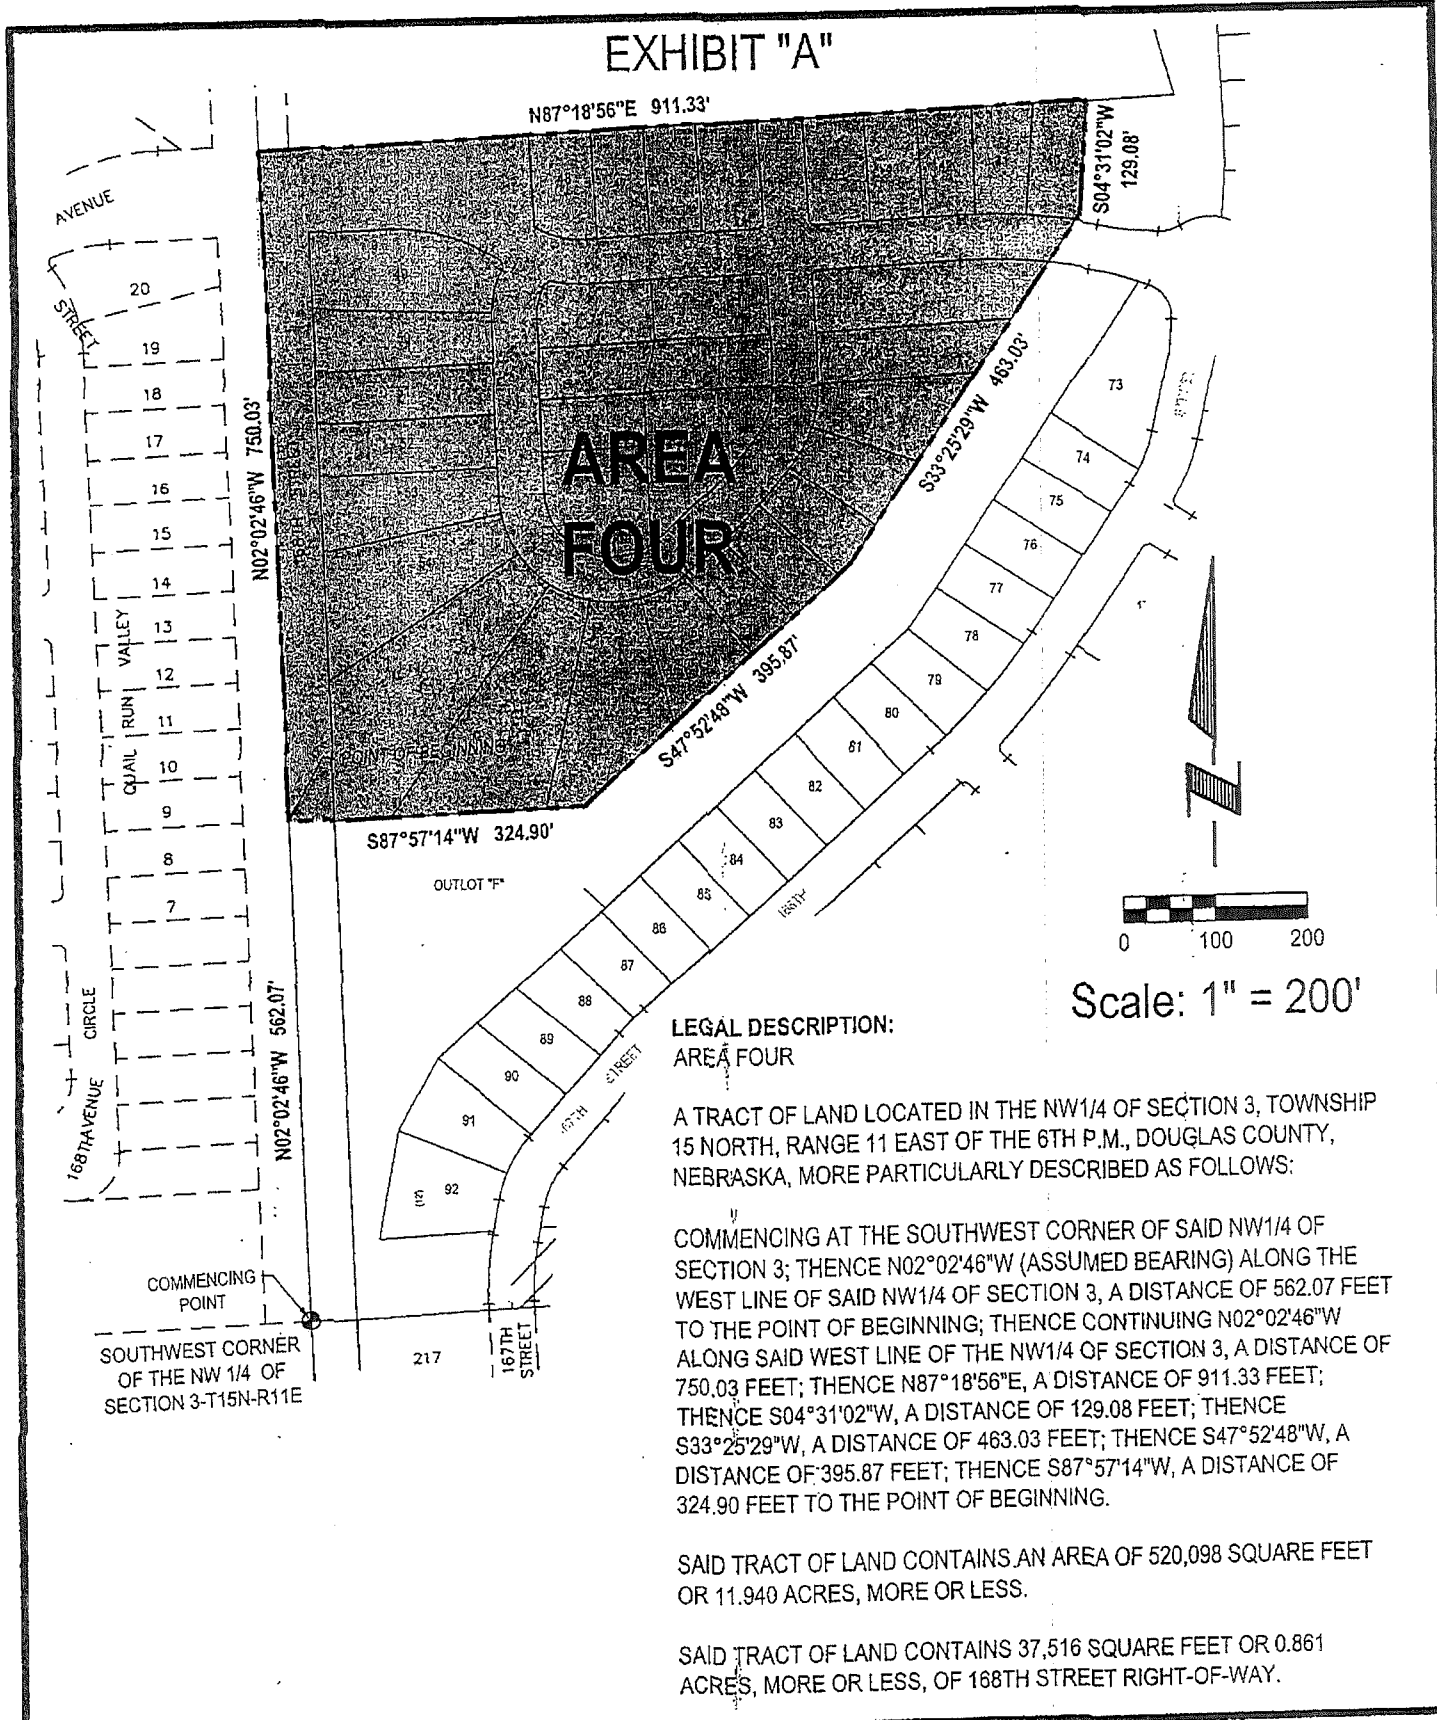 EXHIBIT "A"
N87°18'56"E 911.33'
S04°31'02"W
129.08'
AVENUE
STREET
20
19
18
17
16
15
14
13
12
11
10
9
8
7
QUAIL RUN VALLEY
CIRCLE
168TH AVENUE
N02°02'46"W 750.03'
168TH STREET
AREA
FOUR
S33°25'29"W 463.03'
S47°52'48"W 395.87'
POINT OF BEGINNING
S87°57'14"W 324.90'
OUTLOT "F"
N02°02'46"W 562.07'
73
74
75
76
77
78
79
80
81
82
83
84
85
86
87
88
89
90
91
92
(12)
166TH
STREET
167TH
STREET
217
COMMENCING
POINT
SOUTHWEST CORNER
OF THE NW 1/4 OF
SECTION 3-T15N-R11E
0 100 200
Scale: 1" = 200'
LEGAL DESCRIPTION:
AREA FOUR
A TRACT OF LAND LOCATED IN THE NW1/4 OF SECTION 3, TOWNSHIP
15 NORTH, RANGE 11 EAST OF THE 6TH P.M., DOUGLAS COUNTY,
NEBRASKA, MORE PARTICULARLY DESCRIBED AS FOLLOWS:
COMMENCING AT THE SOUTHWEST CORNER OF SAID NW1/4 OF
SECTION 3; THENCE N02°02'46"W (ASSUMED BEARING) ALONG THE
WEST LINE OF SAID NW1/4 OF SECTION 3, A DISTANCE OF 562.07 FEET
TO THE POINT OF BEGINNING; THENCE CONTINUING N02°02'46"W
ALONG SAID WEST LINE OF THE NW1/4 OF SECTION 3, A DISTANCE OF
750.03 FEET; THENCE N87°18'56"E, A DISTANCE OF 911.33 FEET;
THENCE S04°31'02"W, A DISTANCE OF 129.08 FEET; THENCE
S33°25'29"W, A DISTANCE OF 463.03 FEET; THENCE S47°52'48"W, A
DISTANCE OF 395.87 FEET; THENCE S87°57'14"W, A DISTANCE OF
324.90 FEET TO THE POINT OF BEGINNING.
SAID TRACT OF LAND CONTAINS AN AREA OF 520,098 SQUARE FEET
OR 11.940 ACRES, MORE OR LESS.
SAID TRACT OF LAND CONTAINS 37,516 SQUARE FEET OR 0.861
ACRES, MORE OR LESS, OF 168TH STREET RIGHT-OF-WAY.